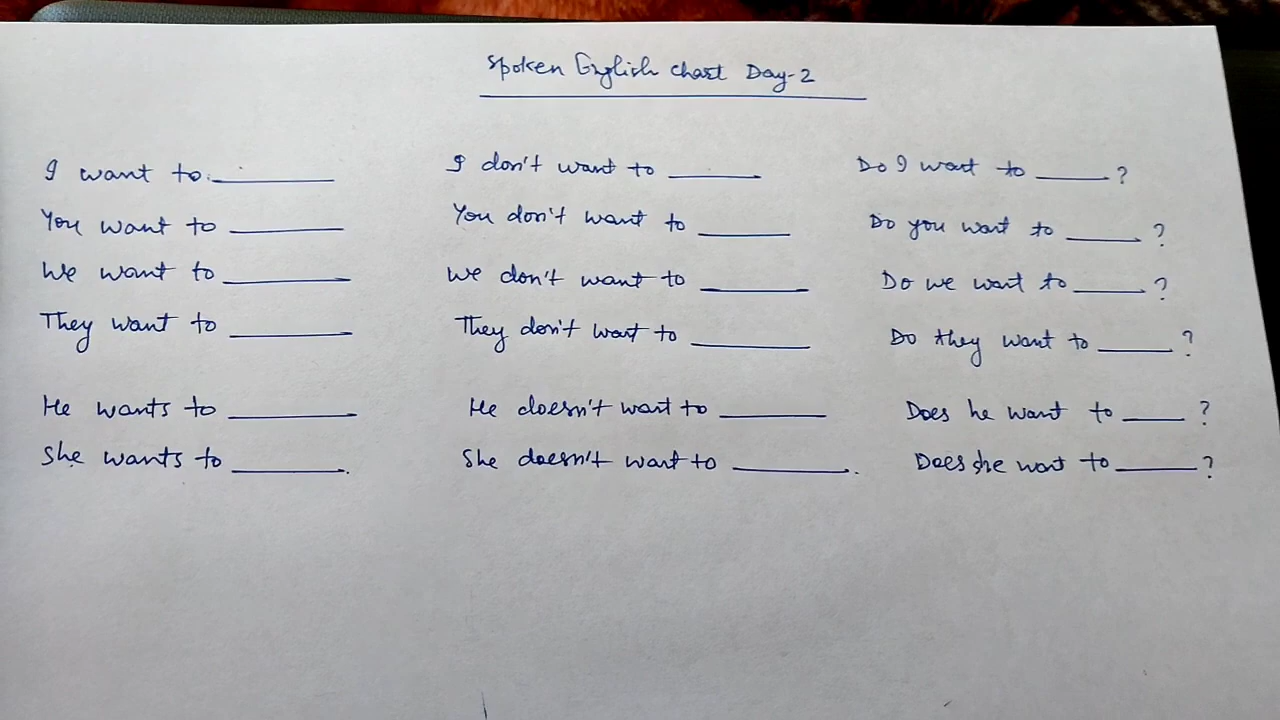 Spoken English Chart Day-2
I want to ________ I don't want to ________ Do I want to ________ ?
You want to ________ You don't want to ________ Do you want to ________ ?
We want to ________ We don't want to ________ Do we want to ________ ?
They want to ________ They don't want to ________ Do they want to ________ ?
He wants to ________ He doesn't want to ________ Does he want to ________ ?
She wants to ________. She doesn't want to ________. Does she want to ________ ?